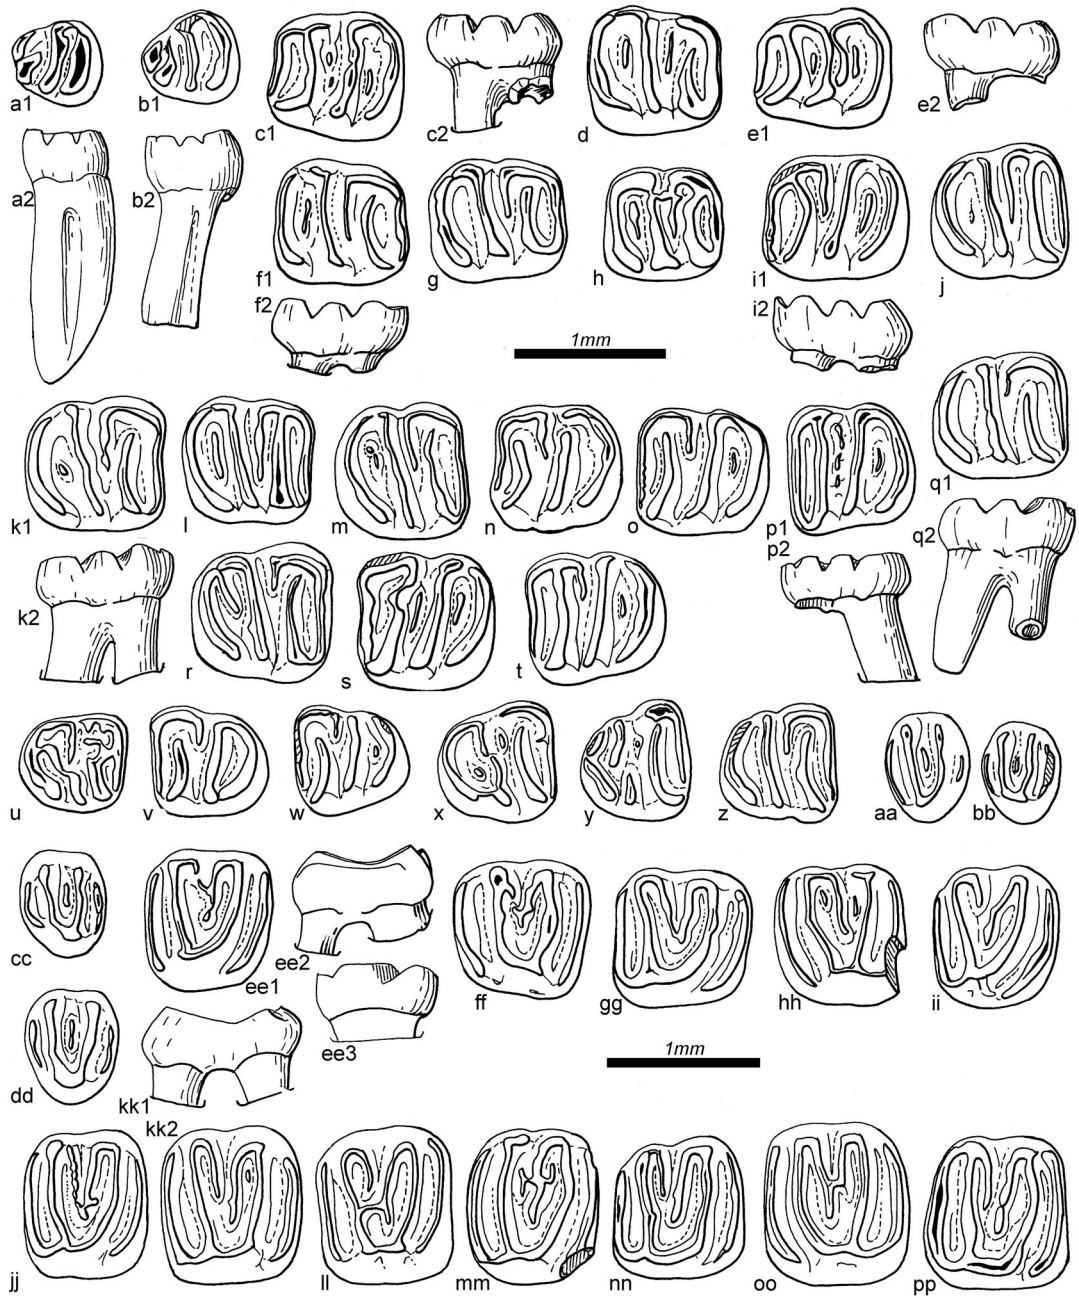 a1
b1
c1
c2
d
e1
e2
a2
b2
f1
g
h
i1
j
f2
i2
1mm
k1
l
m
n
o
p1
q1
p2
q2
k2
r
s
t
u
v
w
x
y
z
aa
bb
cc
ee1
ee2
ff
gg
hh
ii
ee3
1mm
dd
kk1
kk2
jj
ll
mm
nn
oo
pp